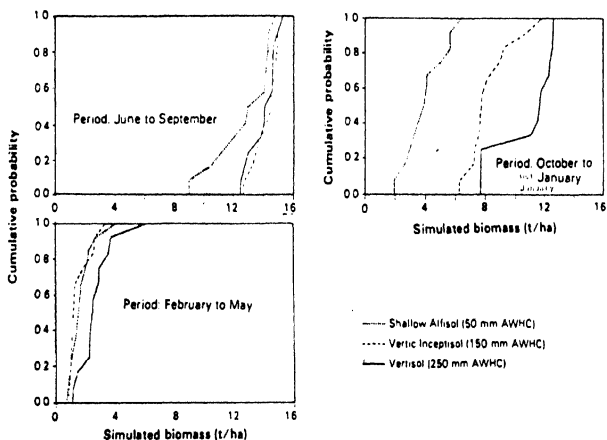 Cumulative probability
1.0
0.8
0.6
0.4
0.2
0.0
Period: June to September
0 4 8 12 16
Cumulative probability
1.0
0.8
0.6
0.4
0.2
0.0
Period: October to
January
January
0 4 8 12 16
Simulated biomass (t/ha)
1.0
0.8
0.6
0.4
0.2
0.0
Period: February to May
0 4 8 12 16
Simulated biomass (t/ha)
Shallow Alfisol (50 mm AWHC)
Vertic Inceptisol (150 mm AWHC)
Vertisol (250 mm AWHC)